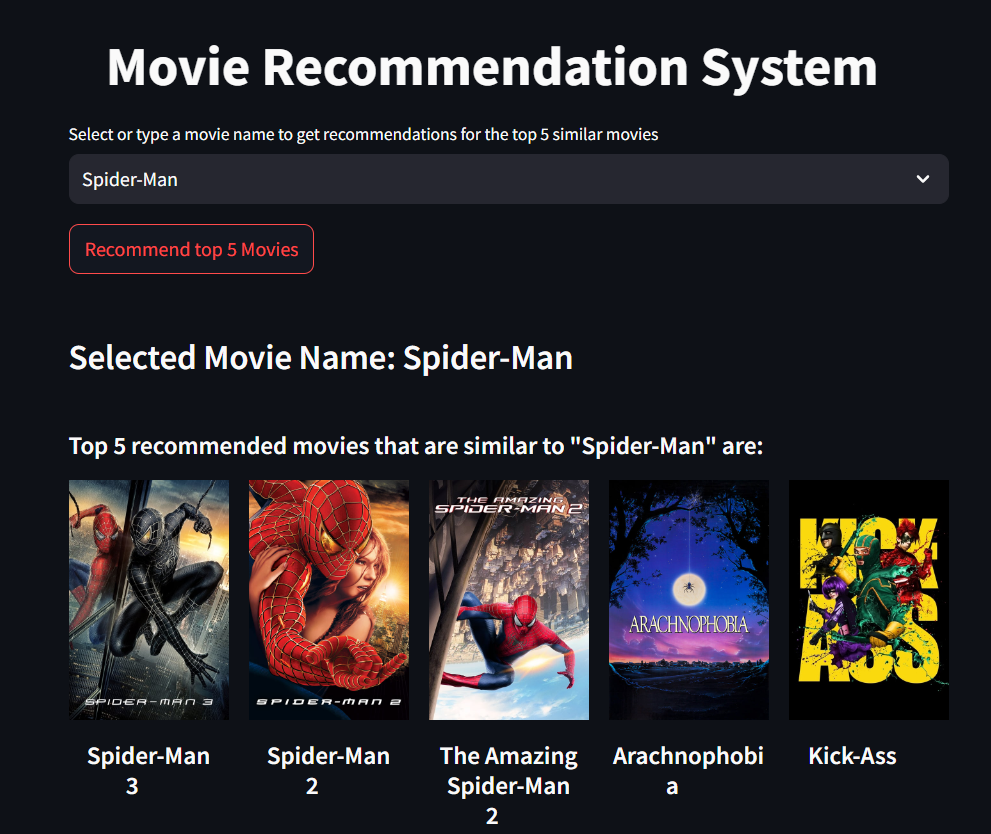 Movie Recommendation System
Select or type a movie name to get recommendations for the top 5 similar movies
Spider-Man
Recommend top 5 Movies
Selected Movie Name: Spider-Man
Top 5 recommended movies that are similar to "Spider-Man" are:
SPIDER-MAN 3
SPIDER-MAN 2
THE AMAZING
SPIDER-MAN 2
ARACHNOPHOBIA
KICK-
ASS
Spider-Man
3
Spider-Man
2
The Amazing
Spider-Man
2
Arachnophobi
a
Kick-Ass